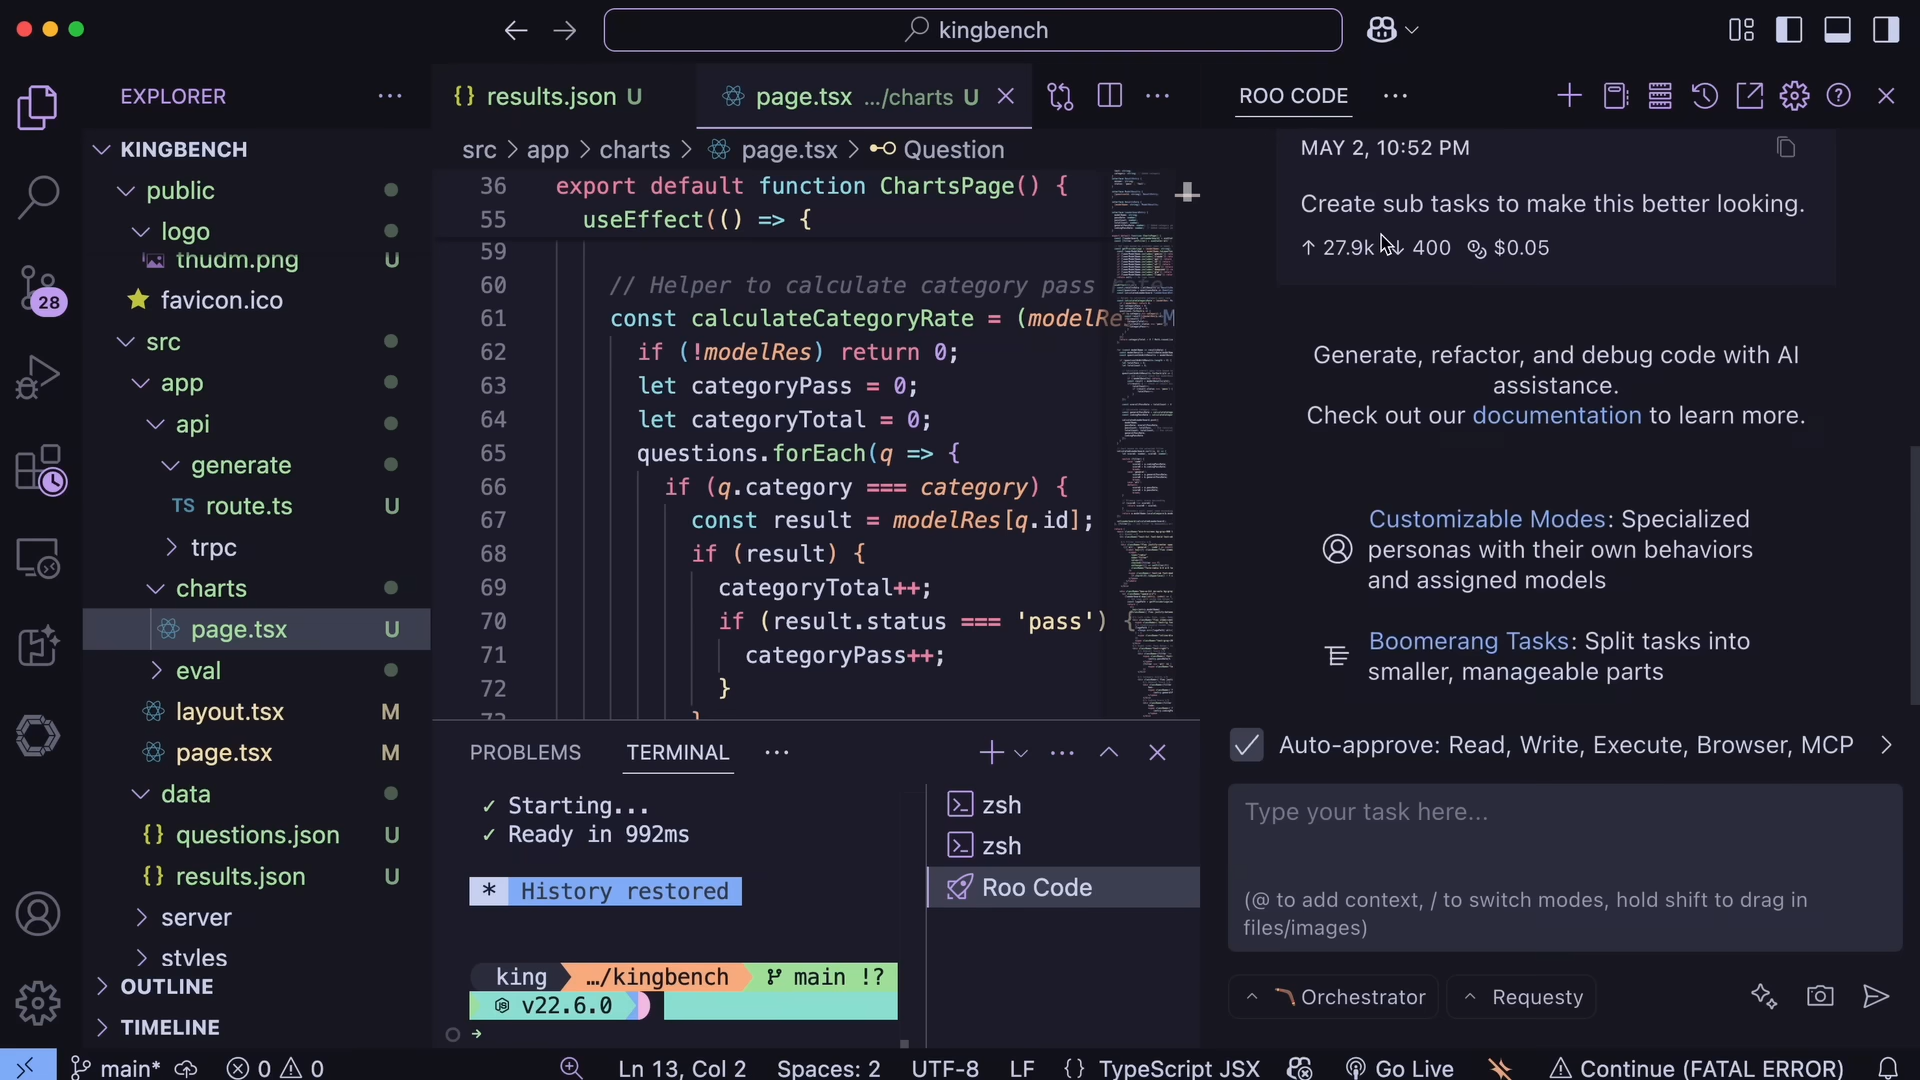 kingbench
EXPLORER
KINGBENCH
public
logo
thudm.png U
favicon.ico
src
app
api
generate
TS route.ts U
trpc
charts
page.tsx U
eval
layout.tsx M
page.tsx M
data
{} questions.json U
{} results.json U
server
styles
OUTLINE
TIMELINE
28
{} results.json U
page.tsx .../charts U
src > app > charts > page.tsx > Question
36 export default function ChartsPage() {
55 useEffect(() => {
59
60 // Helper to calculate category pass
61 const calculateCategoryRate = (modelRe
62 if (!modelRes) return 0;
63 let categoryPass = 0;
64 let categoryTotal = 0;
65 questions.forEach(q => {
66 if (q.category === category) {
67 const result = modelRes[q.id];
68 if (result) {
69 categoryTotal++;
70 if (result.status === 'pass') {
71 categoryPass++;
72 }
73 }
PROBLEMS
TERMINAL
✓ Starting...
✓ Ready in 992ms
* History restored
king …/kingbench main !?
v22.6.0
zsh
zsh
Roo Code
ROO CODE
MAY 2, 10:52 PM
Create sub tasks to make this better looking.
↑ 27.9k ↓ 400 $0.05
Generate, refactor, and debug code with AI
assistance.
Check out our documentation to learn more.
Customizable Modes: Specialized
personas with their own behaviors
and assigned models
Boomerang Tasks: Split tasks into
smaller, manageable parts
Auto-approve: Read, Write, Execute, Browser, MCP
Type your task here...
(@ to add context, / to switch modes, hold shift to drag in
files/images)
Orchestrator
Requesty
main* 0 0 Ln 13, Col 2 Spaces: 2 UTF-8 LF {} TypeScript JSX Go Live Continue (FATAL ERROR)